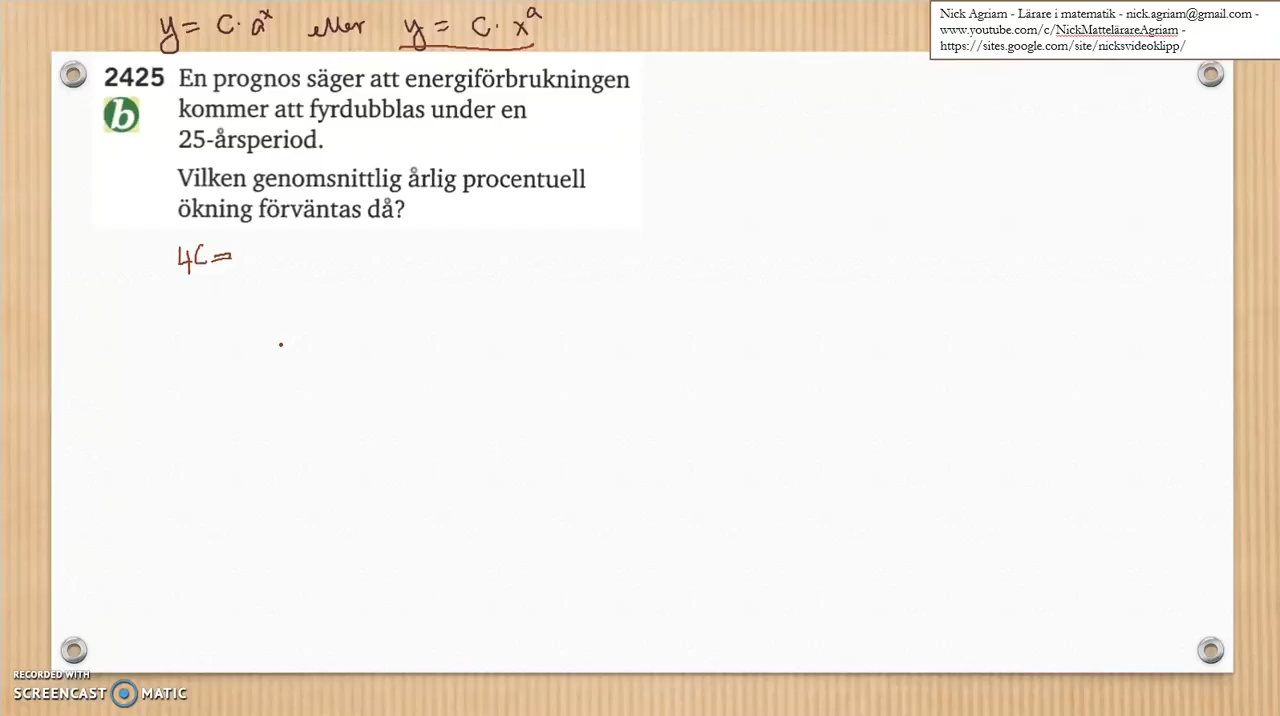 y = C · a^x eller y = C · x^a
Nick Agriam - Lärare i matematik - nick.agriam@gmail.com -
www.youtube.com/c/NickMattelärareAgriam -
https://sites.google.com/site/nicksvideoklipp/
2425 En prognos säger att energiförbrukningen
b kommer att fyrdubblas under en
25-årsperiod.
Vilken genomsnittlig årlig procentuell
ökning förväntas då?
4C =
RECORDED WITH
SCREENCAST MATIC